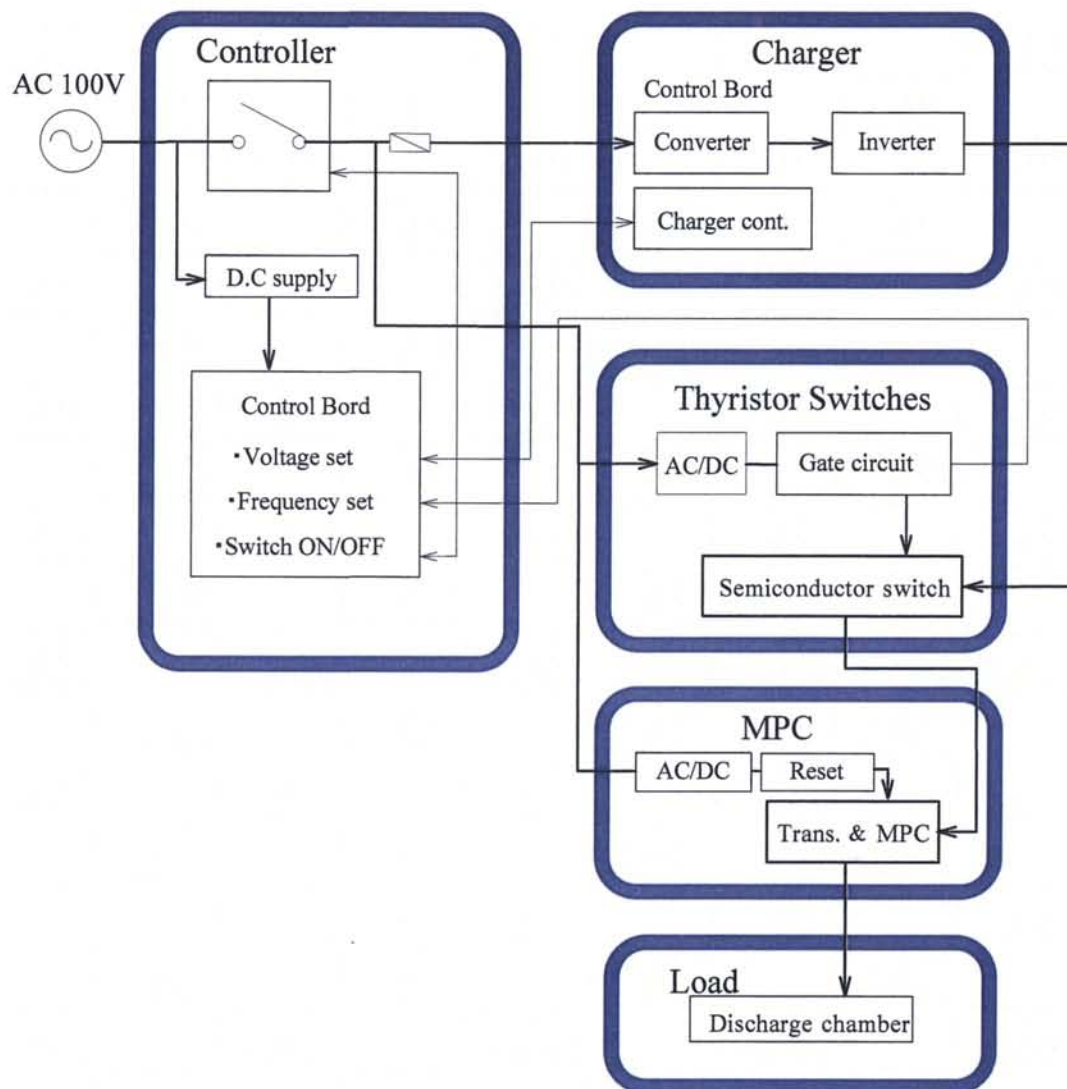 AC 100V
Controller
D.C supply
Control Bord
・Voltage set
・Frequency set
・Switch ON/OFF
Charger
Control Bord
Converter
Inverter
Charger cont.
Thyristor Switches
AC/DC
Gate circuit
Semiconductor switch
MPC
AC/DC
Reset
Trans. & MPC
Load
Discharge chamber